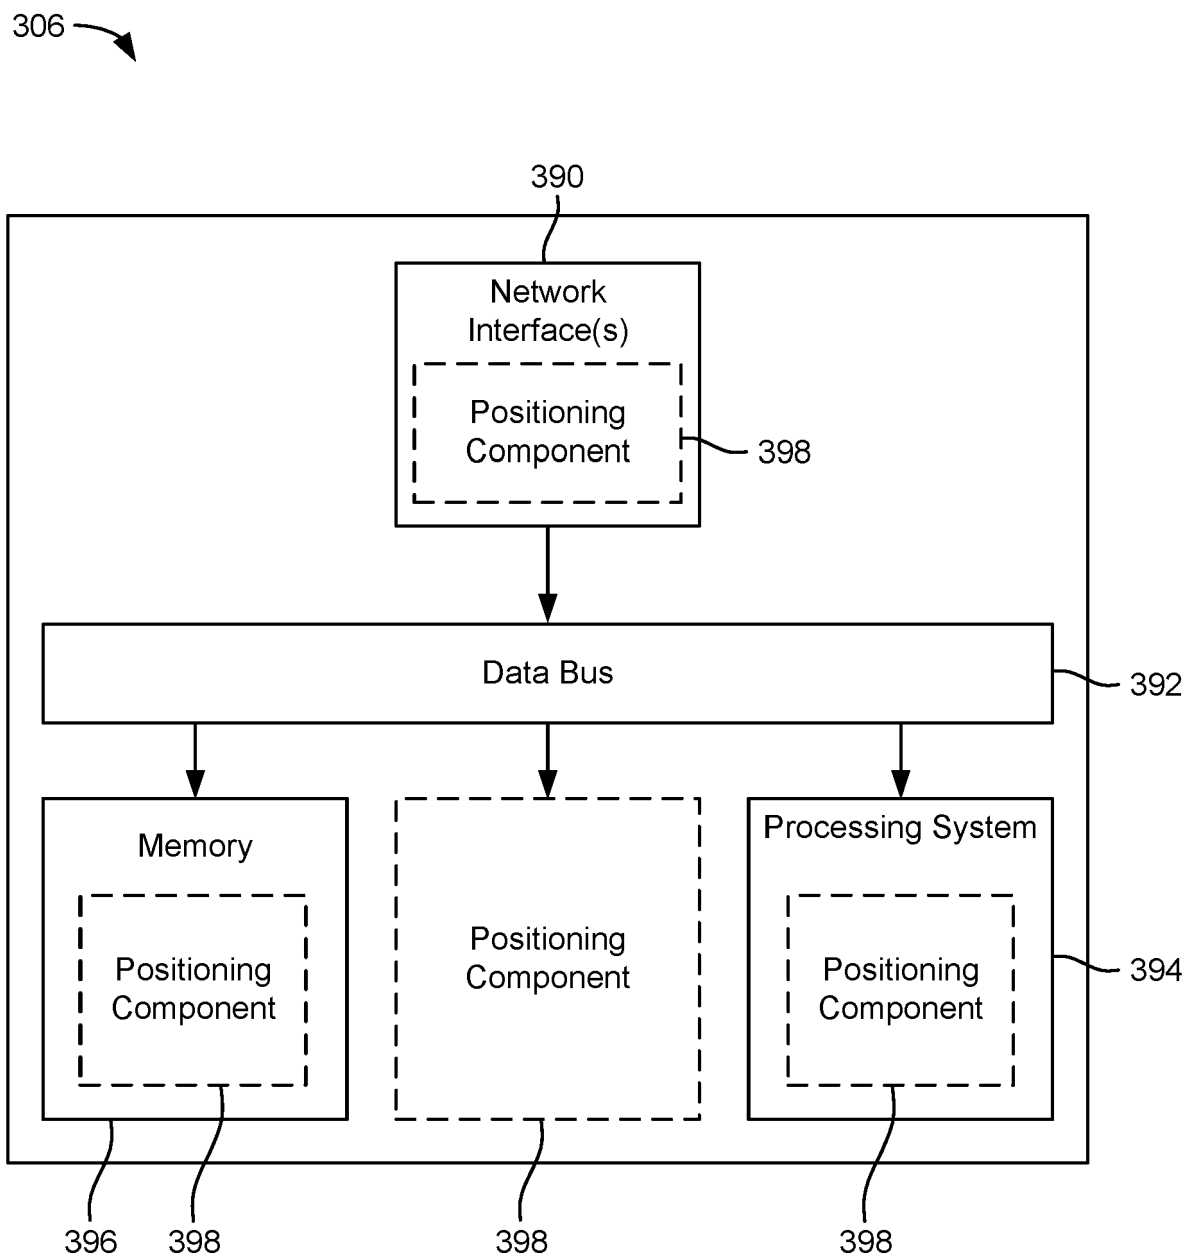 306
390
Network
Interface(s)
Positioning
Component
398
Data Bus
392
Memory
Positioning
Component
Positioning
Component
Processing System
Positioning
Component
394
396
398
398
398